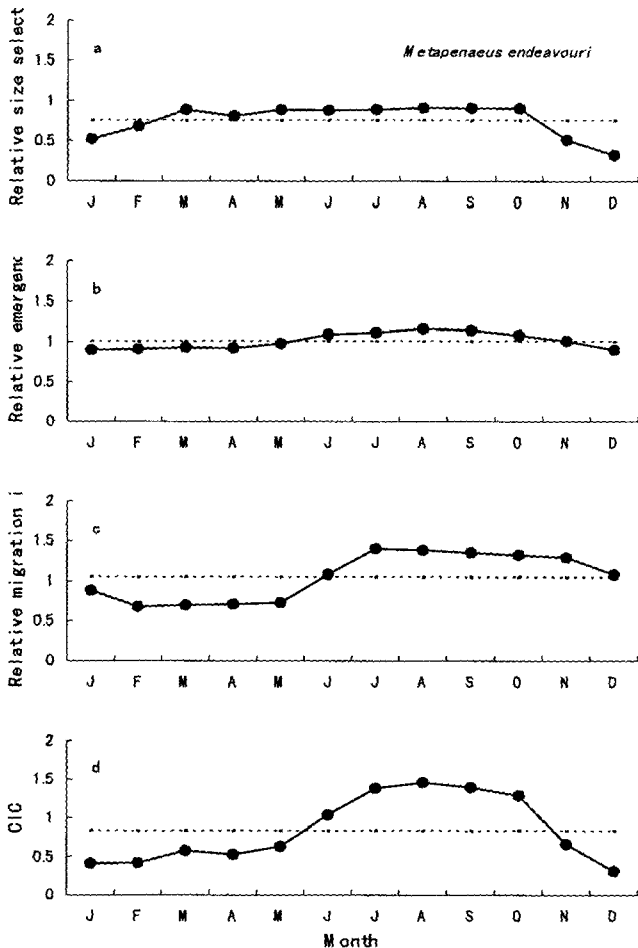 Relative size select
a
Metapenaeus endeavouri
2
1.5
1
0.5
0
J F M A M J J A S O N D
Relative emergenc
b
2
1.5
1
0.5
0
J F M A M J J A S O N D
Relative migration i
c
2
1.5
1
0.5
0
J F M A M J J A S O N D
CIC
d
2
1.5
1
0.5
0
J F M A M J J A S O N D
Month